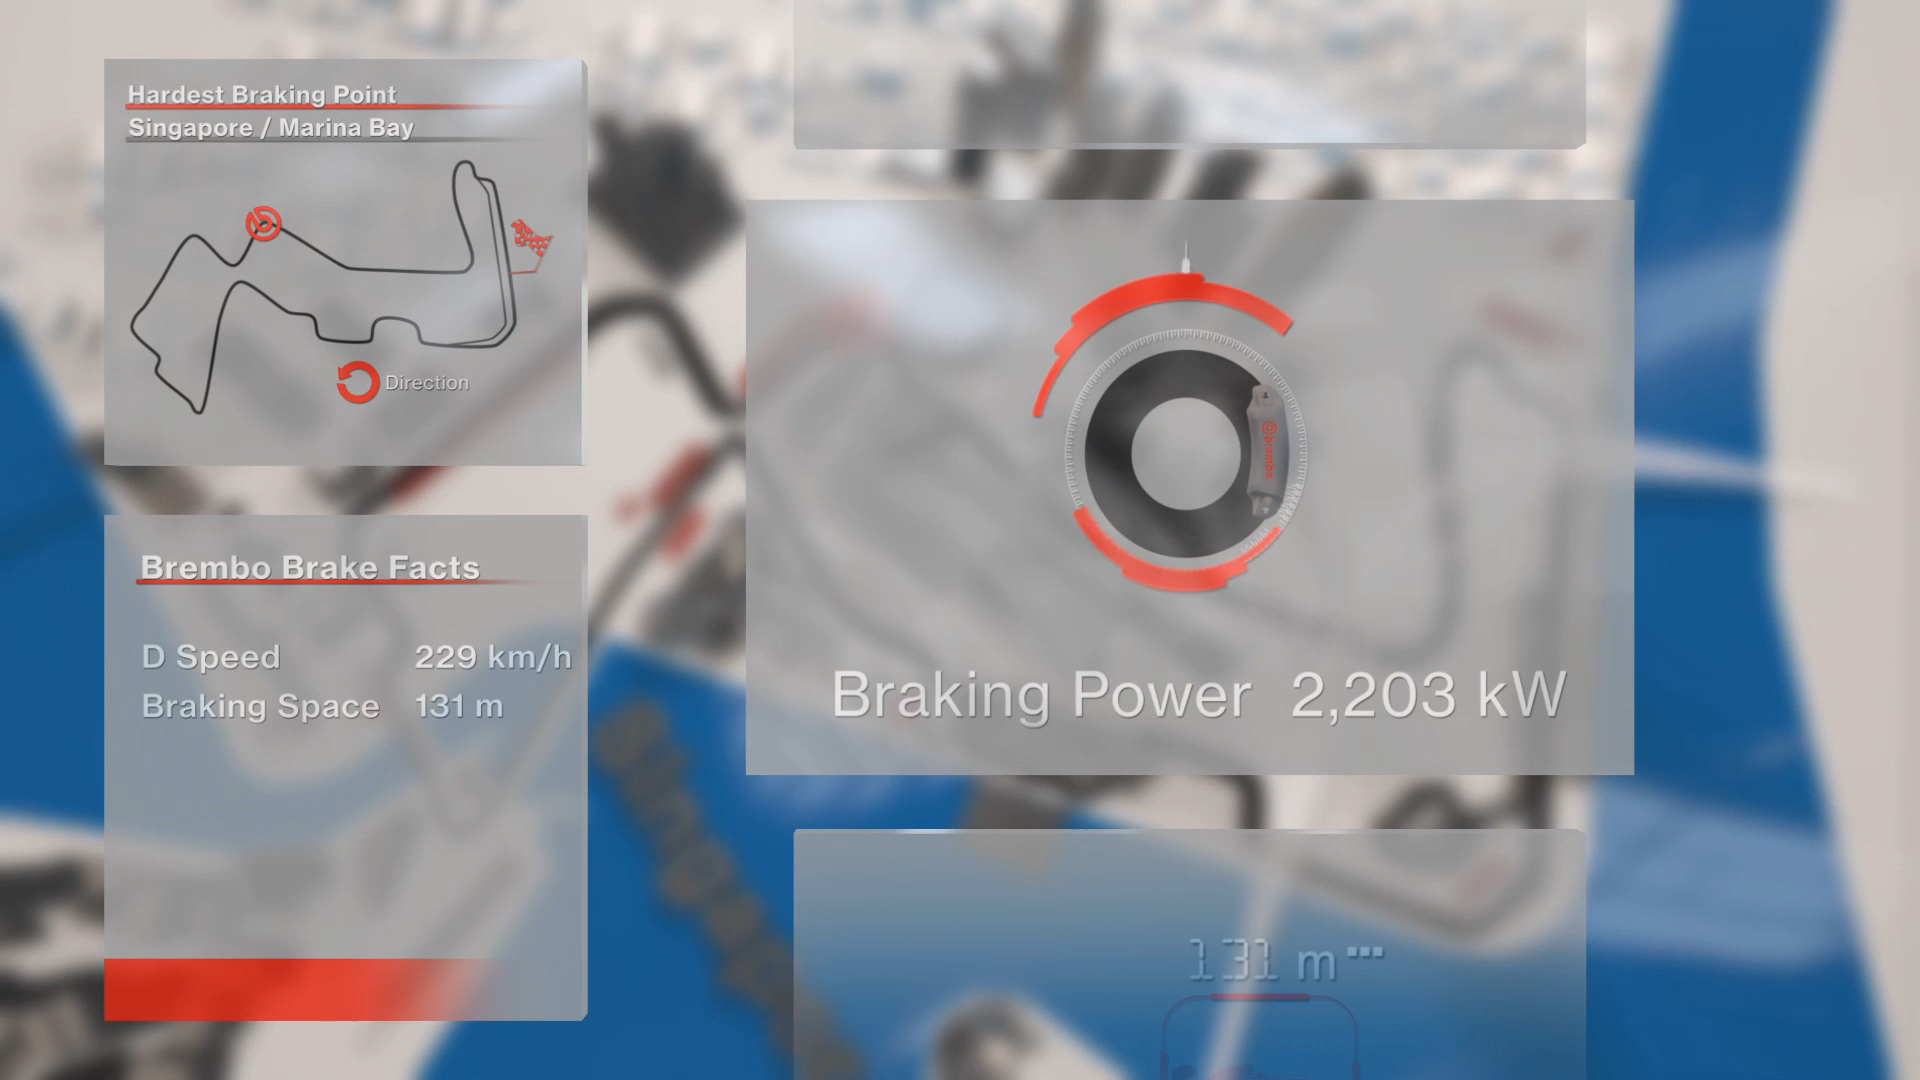 Hardest Braking Point
Singapore / Marina Bay
Direction
Brembo Brake Facts
D Speed 229 km/h
Braking Space 131 m
brembo
Braking Power 2,203 kW
131 m